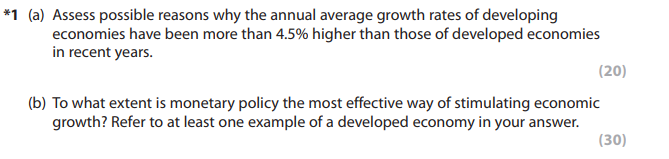 *1 (a) Assess possible reasons why the annual average growth rates of developing
economies have been more than 4.5% higher than those of developed economies
in recent years.
(20)
(b) To what extent is monetary policy the most effective way of stimulating economic
growth? Refer to at least one example of a developed economy in your answer.
(30)